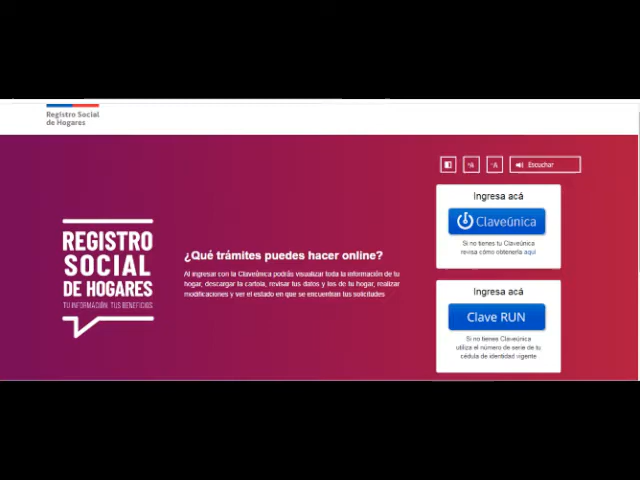 Registro Social
de Hogares
-A
+A
Escuchar
REGISTRO
SOCIAL
DE HOGARES
TU INFORMACIÓN, TUS BENEFICIOS
¿Qué trámites puedes hacer online?
Al ingresar con la Claveúnica podrás visualizar toda la información de tu
hogar, descargar la cartola, revisar tus datos y los de tu hogar, realizar
modificaciones y ver el estado en que se encuentran tus solicitudes
Ingresa acá
Claveúnica
Si no tienes tu Claveúnica
revisa cómo obtenerla aquí
Ingresa acá
Clave RUN
Si no tienes Claveúnica
utiliza el número de serie de tu
cédula de identidad vigente